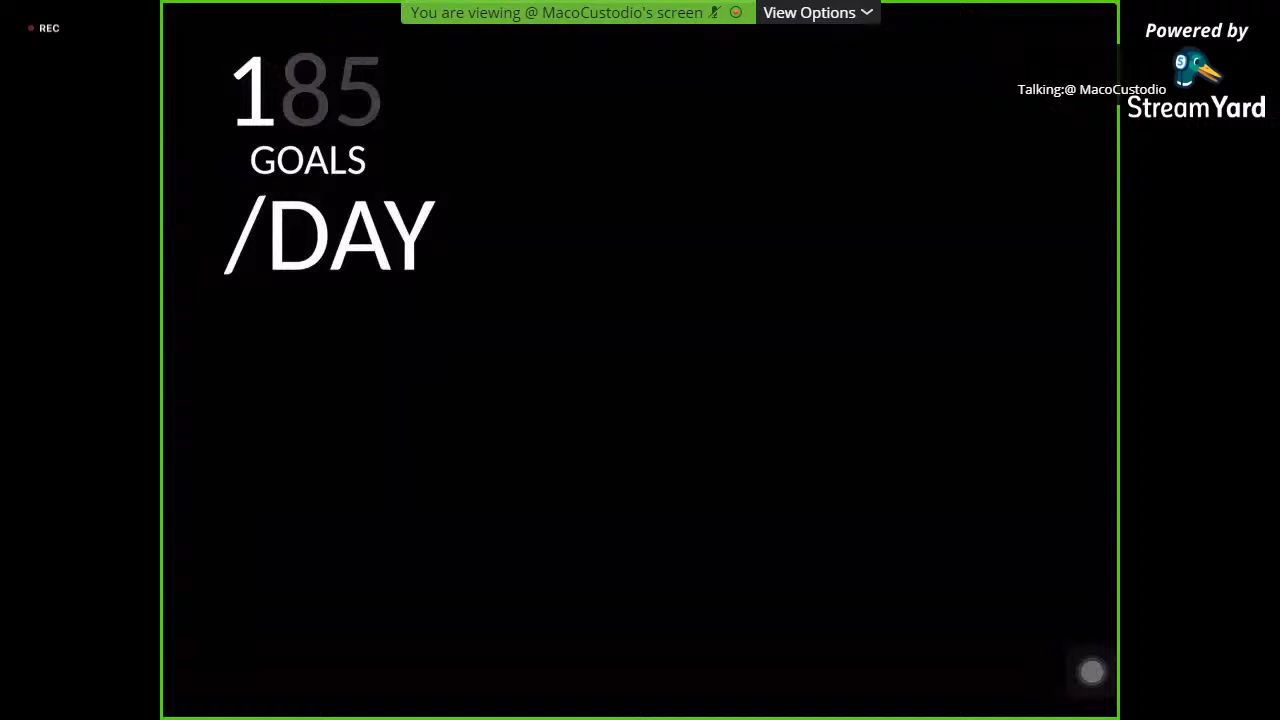 You are viewing @ MacoCustodio's screen
View Options
REC
Powered by
StreamYard
Talking:@ MacoCustodio
185
GOALS
/DAY